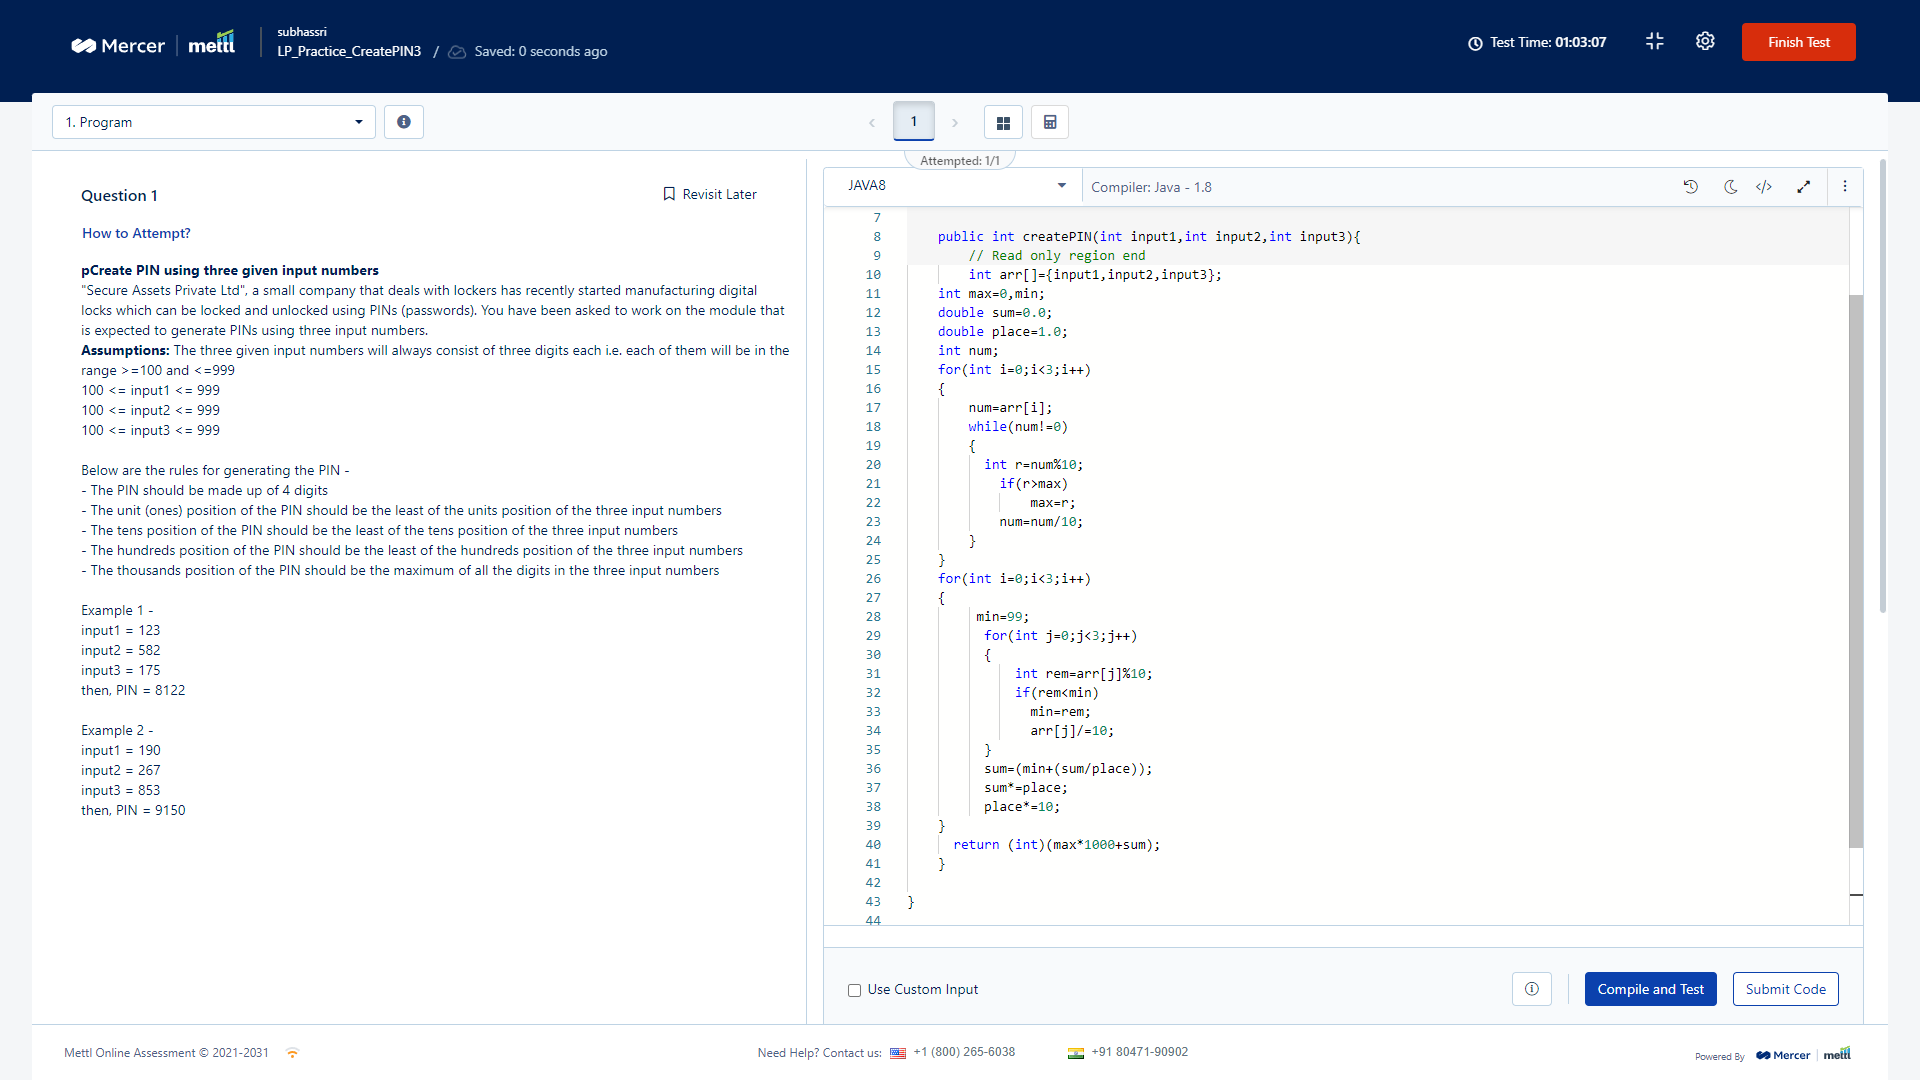 Mercer mettl
subhassri
LP_Practice_CreatePIN3 / Saved: 0 seconds ago
Test Time: 01:03:07
Finish Test
1. Program
1
Attempted: 1/1
Question 1
Revisit Later
How to Attempt?
pCreate PIN using three given input numbers
"Secure Assets Private Ltd", a small company that deals with lockers has recently started manufacturing digital
locks which can be locked and unlocked using PINs (passwords). You have been asked to work on the module that
is expected to generate PINs using three input numbers.
Assumptions: The three given input numbers will always consist of three digits each i.e. each of them will be in the
range >=100 and <=999
100 <= input1 <= 999
100 <= input2 <= 999
100 <= input3 <= 999
Below are the rules for generating the PIN -
- The PIN should be made up of 4 digits
- The unit (ones) position of the PIN should be the least of the units position of the three input numbers
- The tens position of the PIN should be the least of the tens position of the three input numbers
- The hundreds position of the PIN should be the least of the hundreds position of the three input numbers
- The thousands position of the PIN should be the maximum of all the digits in the three input numbers
Example 1 -
input1 = 123
input2 = 582
input3 = 175
then, PIN = 8122
Example 2 -
input1 = 190
input2 = 267
input3 = 853
then, PIN = 9150
JAVA8
Compiler: Java - 1.8
7
8 public int createPIN(int input1,int input2,int input3){
9 // Read only region end
10 int arr[]={input1,input2,input3};
11 int max=0,min;
12 double sum=0.0;
13 double place=1.0;
14 int num;
15 for(int i=0;i<3;i++)
16 {
17 num=arr[i];
18 while(num!=0)
19 {
20 int r=num%10;
21 if(r>max)
22 max=r;
23 num=num/10;
24 }
25 }
26 for(int i=0;i<3;i++)
27 {
28 min=99;
29 for(int j=0;j<3;j++)
30 {
31 int rem=arr[j]%10;
32 if(rem<min)
33 min=rem;
34 arr[j]/=10;
35 }
36 sum=(min+(sum/place));
37 sum*=place;
38 place*=10;
39 }
40 return (int)(max*1000+sum);
41 }
42
43 }
44
Use Custom Input
Compile and Test
Submit Code
Mettl Online Assessment © 2021-2031
Need Help? Contact us: +1 (800) 265-6038
+91 80471-90902
Powered By Mercer mettl